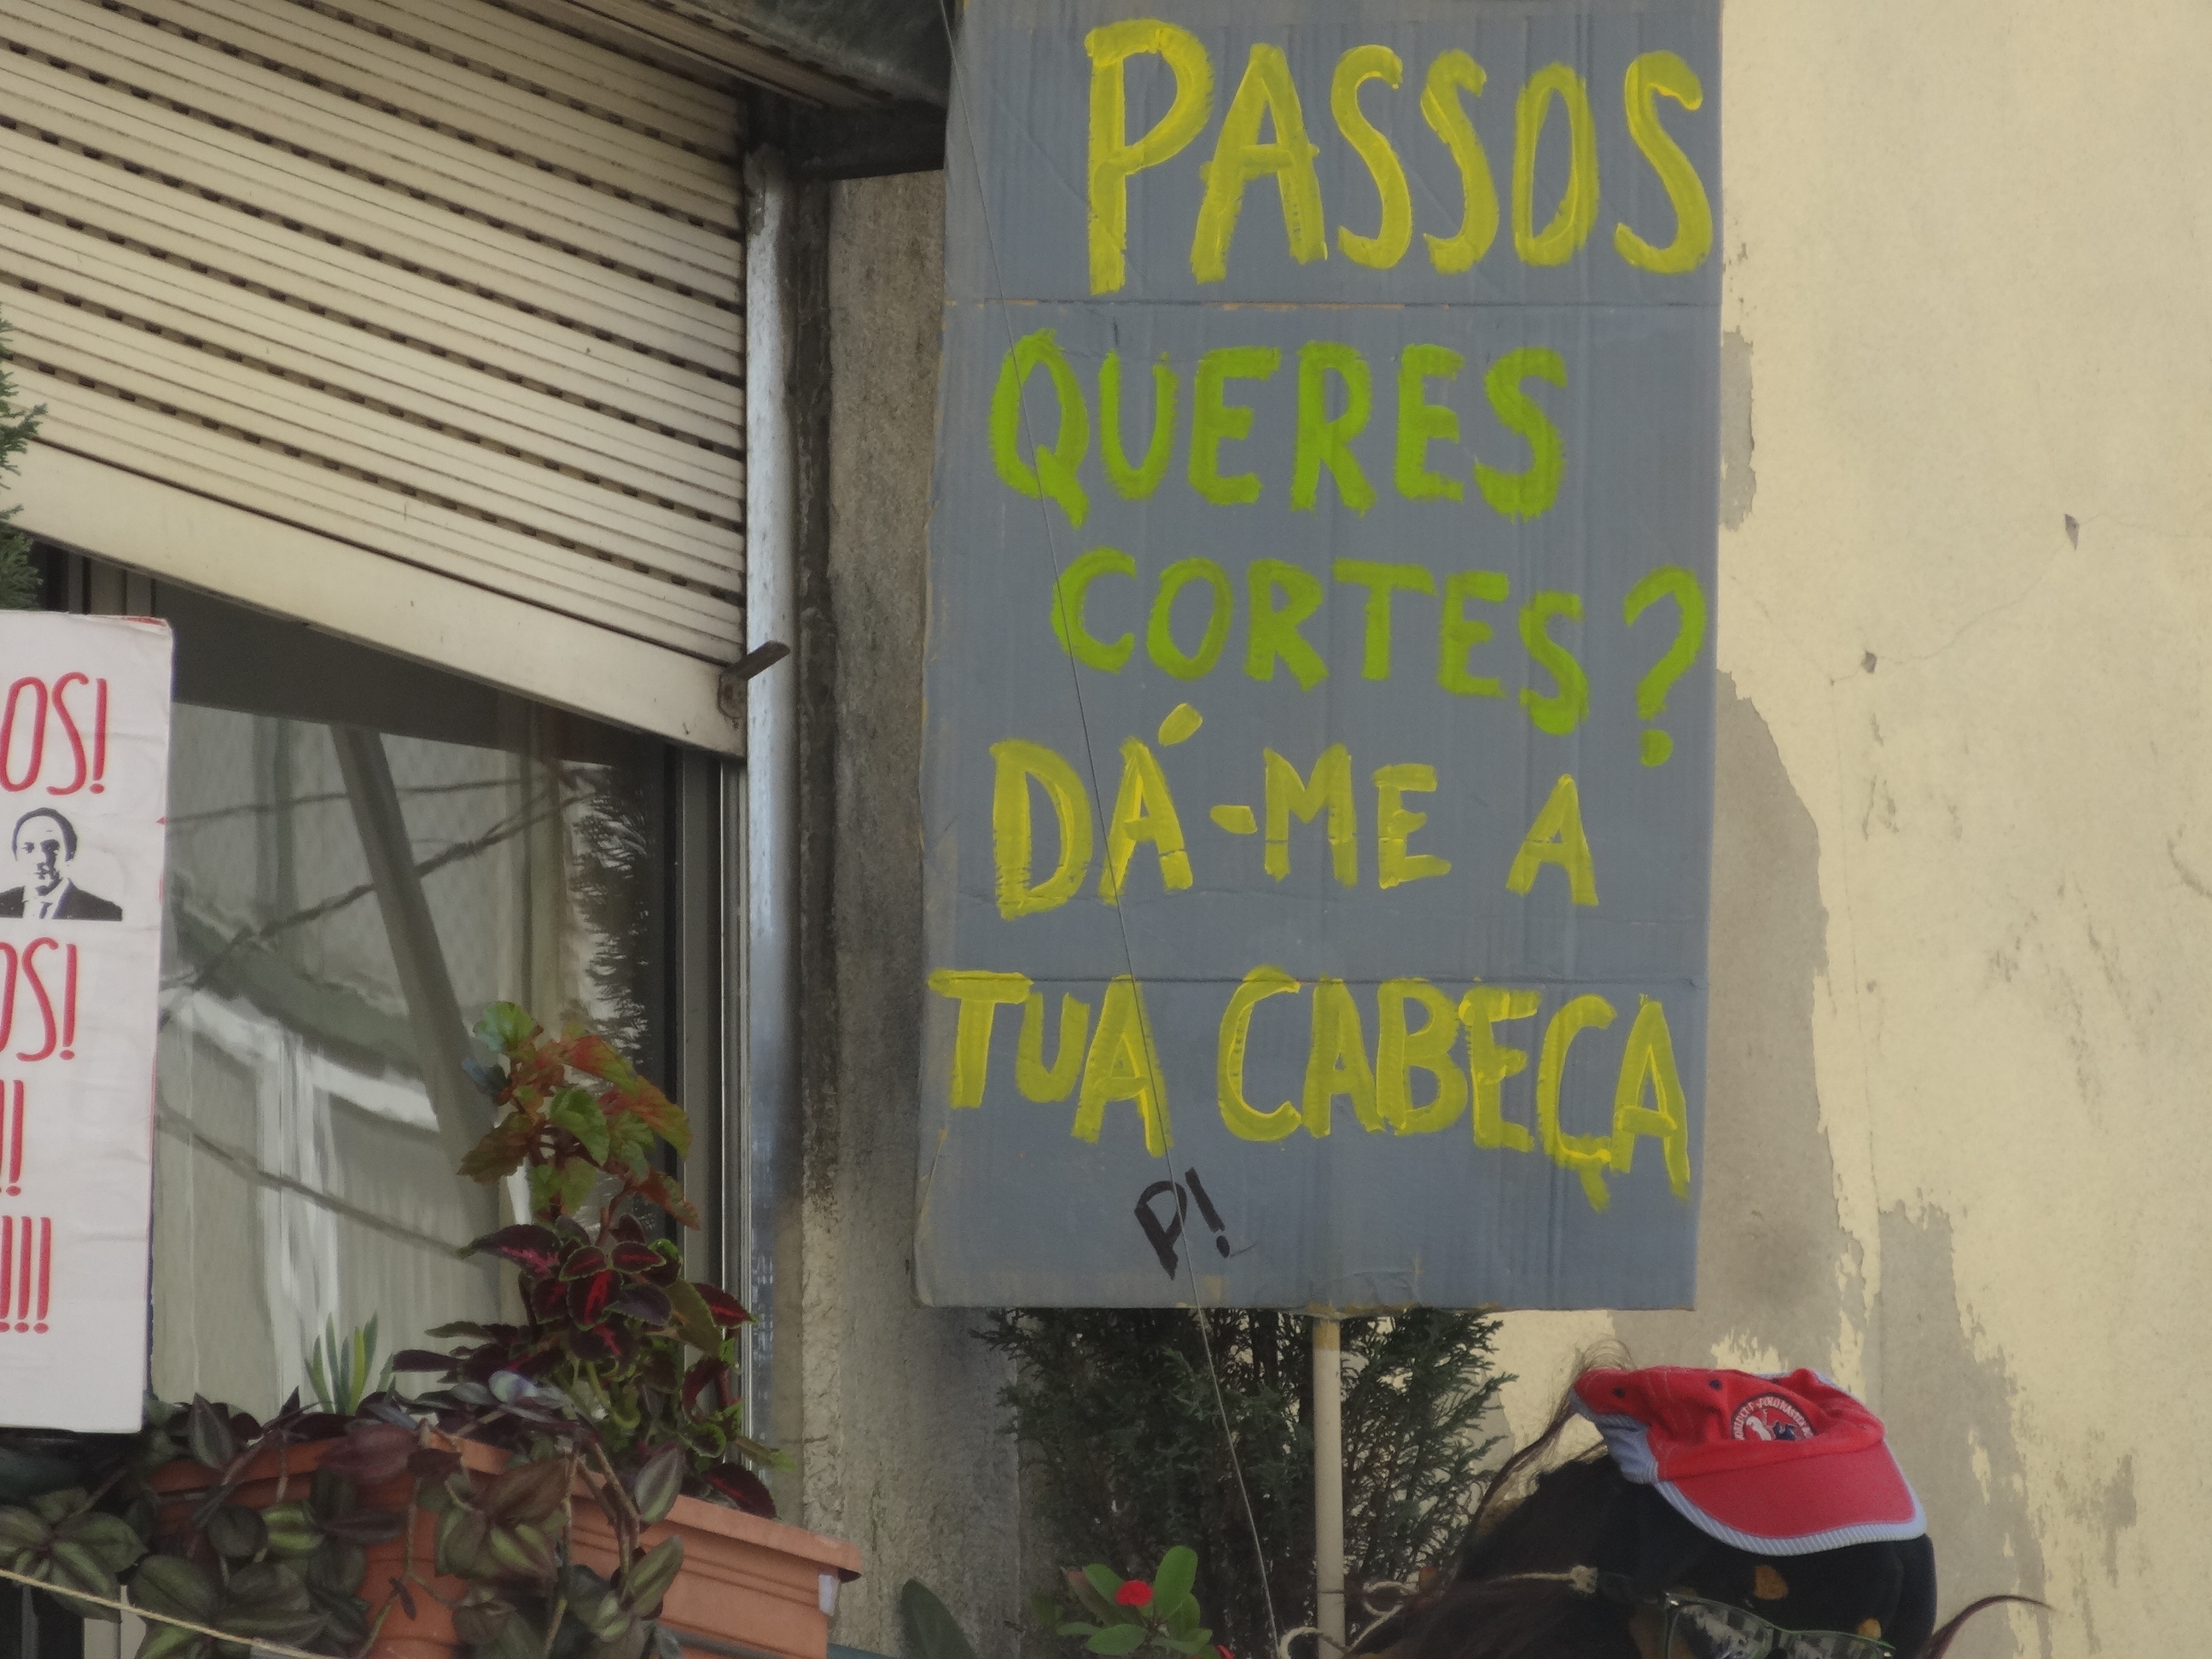 PASSOS
QUERES
CORTES?
DÁ-ME A
TUA CABEÇA
P!
OS!
OS!
!!
!!!